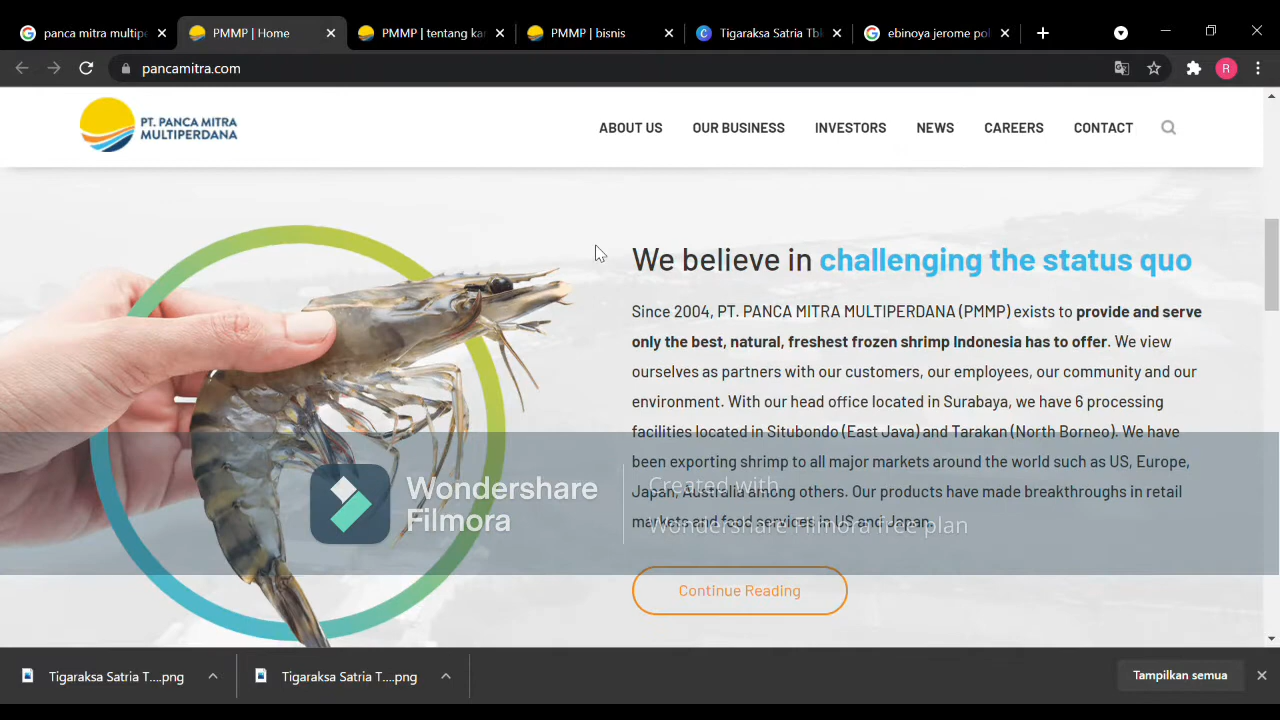 panca mitra multipe
PMMP | Home
PMMP | tentang ka
PMMP | bisnis
Tigaraksa Satria Tbk
ebinoya jerome pol
pancamitra.com
R
PT. PANCA MITRA
MULTIPERDANA
ABOUT US
OUR BUSINESS
INVESTORS
NEWS
CAREERS
CONTACT
We believe in challenging the status quo
Since 2004, PT. PANCA MITRA MULTIPERDANA (PMMP) exists to provide and serve
only the best, natural, freshest frozen shrimp Indonesia has to offer. We view
ourselves as partners with our customers, our employees, our community and our
environment. With our head office located in Surabaya, we have 6 processing
facilities located in Situbondo (East Java) and Tarakan (North Borneo). We have
been exporting shrimp to all major markets around the world such as US, Europe,
Japan, Australia among others. Our products have made breakthroughs in retail
markets and food services in US and Japan.
Continue Reading
Wondershare
Filmora
Created with
Wondershare Filmora free plan
Tigaraksa Satria T....png
Tigaraksa Satria T....png
Tampilkan semua